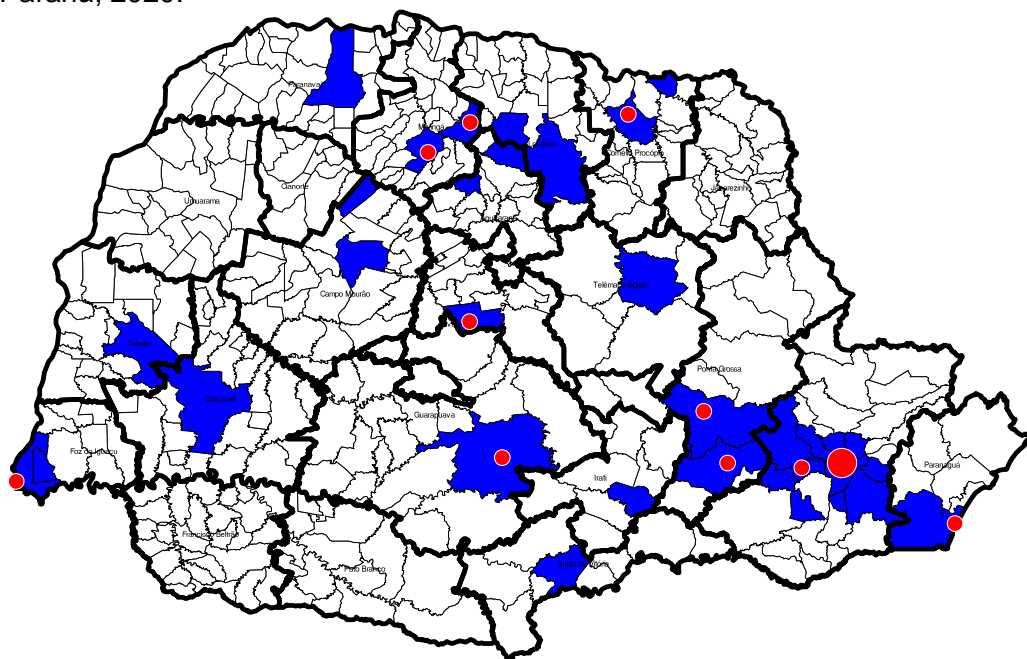 Paraná, 2020.
Paranavaí
Maringá
Londrina
Cornélio Procópio
Jacarezinho
Umuarama
Cianorte
Apucarana
Campo Mourão
Telêmaco Borba
Toledo
Cascavel
Ponta Grossa
Guarapuava
Foz do Iguaçu
Irati
Paranaguá
Francisco Beltrão
Pato Branco
União da Vitória